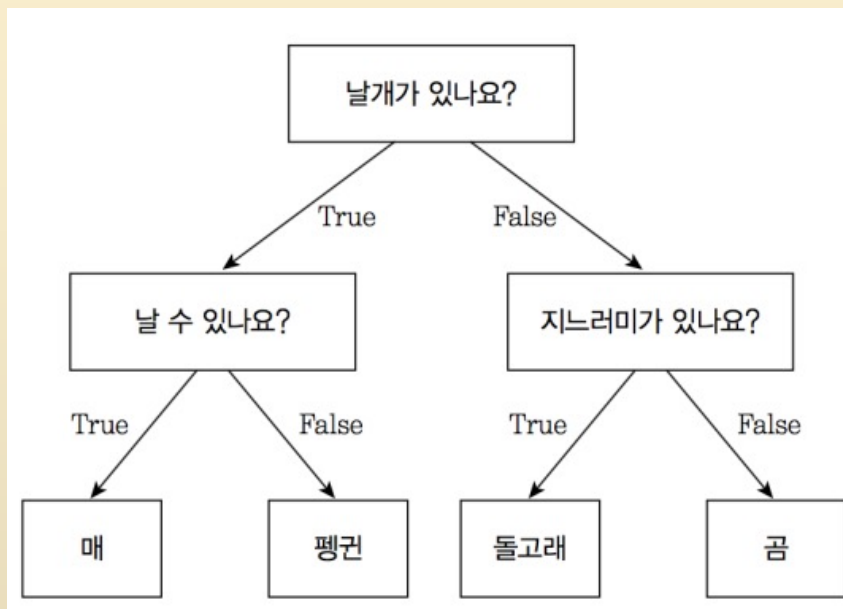 날개가 있나요?
True
False
날 수 있나요?
지느러미가 있나요?
True
False
True
False
매
펭귄
돌고래
곰